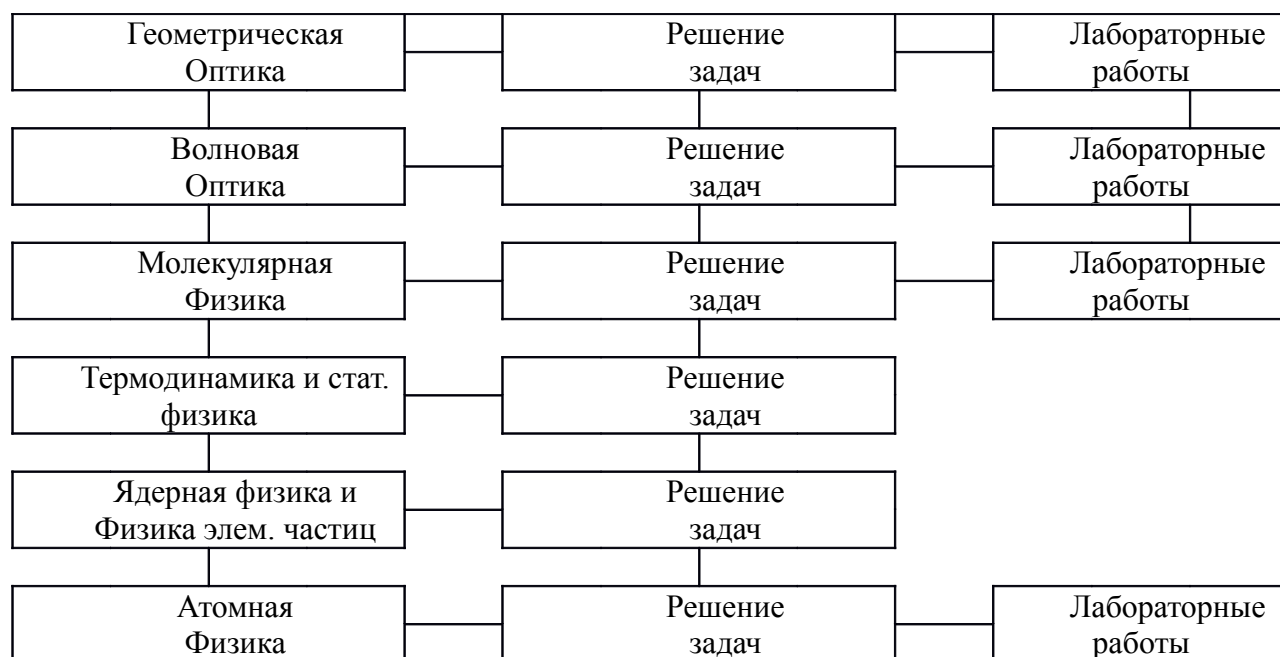 Геометрическая
Оптика
Решение
задач
Лабораторные
работы
Волновая
Оптика
Решение
задач
Лабораторные
работы
Молекулярная
Физика
Решение
задач
Лабораторные
работы
Термодинамика и стат.
физика
Решение
задач
Ядерная физика и
Физика элем. частиц
Решение
задач
Атомная
Физика
Решение
задач
Лабораторные
работы